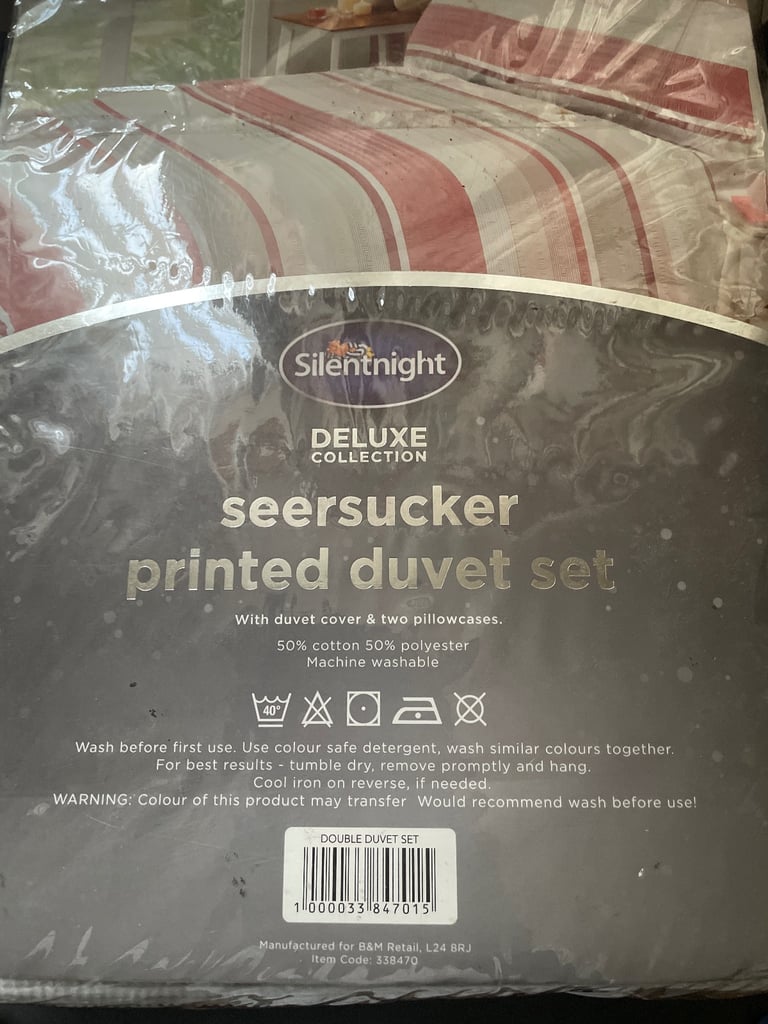 Silentnight
DELUXE
COLLECTION
seersucker
printed duvet set
With duvet cover & two pillowcases.
50% cotton 50% polyester
Machine washable
40°
Wash before first use. Use colour safe detergent, wash similar colours together.
For best results - tumble dry, remove promptly and hang.
Cool iron on reverse, if needed.
WARNING: Colour of this product may transfer Would recommend wash before use!
DOUBLE DUVET SET
1 000033 847015
Manufactured for B&M Retail, L24 8RJ
Item Code: 338470